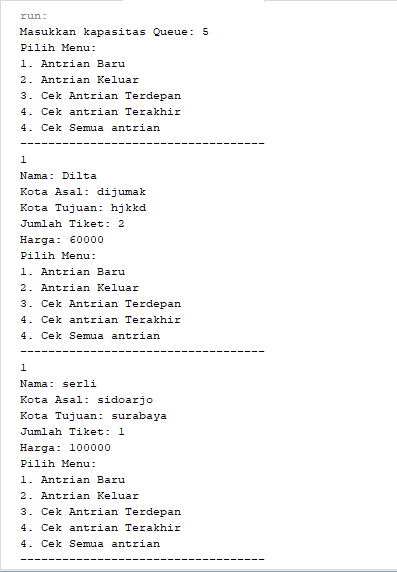 run:
Masukkan kapasitas Queue: 5
Pilih Menu:
1. Antrian Baru
2. Antrian Keluar
3. Cek Antrian Terdepan
4. Cek antrian Terakhir
4. Cek Semua antrian
-----------------------------------
1
Nama: Dilta
Kota Asal: dijumak
Kota Tujuan: hjkkd
Jumlah Tiket: 2
Harga: 60000
Pilih Menu:
1. Antrian Baru
2. Antrian Keluar
3. Cek Antrian Terdepan
4. Cek antrian Terakhir
4. Cek Semua antrian
-----------------------------------
1
Nama: serli
Kota Asal: sidoarjo
Kota Tujuan: surabaya
Jumlah Tiket: 1
Harga: 100000
Pilih Menu:
1. Antrian Baru
2. Antrian Keluar
3. Cek Antrian Terdepan
4. Cek antrian Terakhir
4. Cek Semua antrian
-----------------------------------